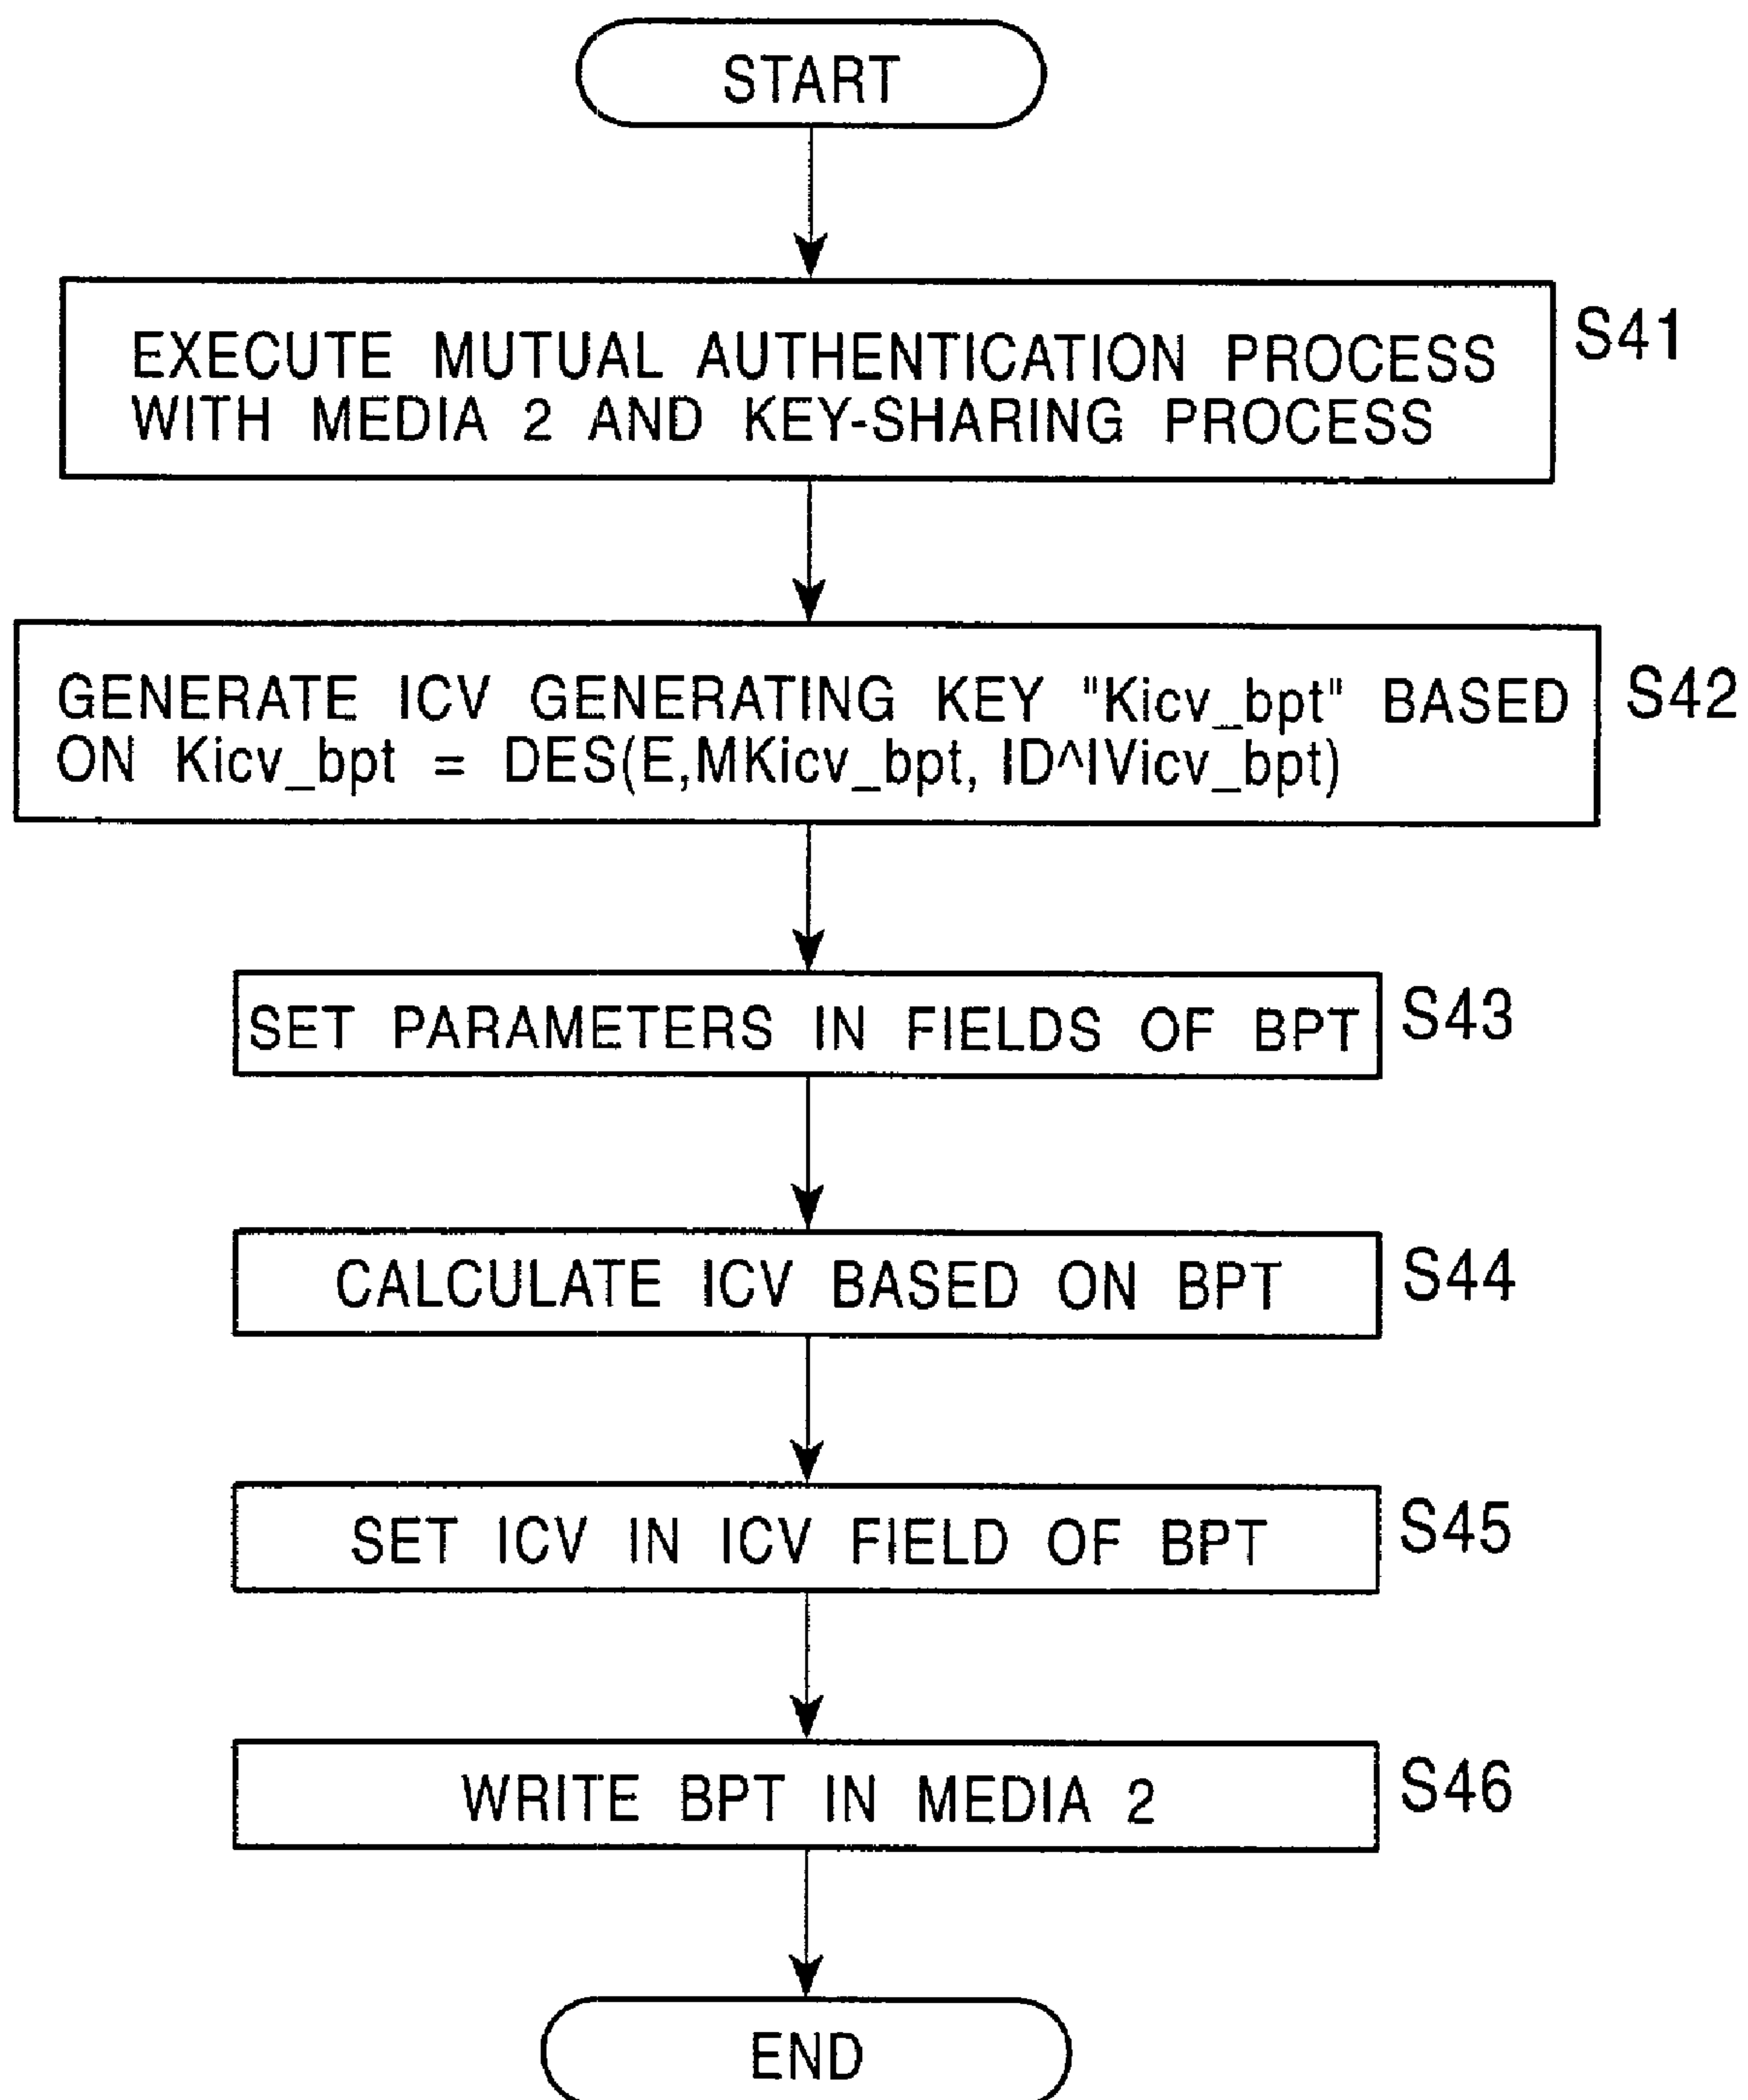 START
EXECUTE MUTUAL AUTHENTICATION PROCESS
WITH MEDIA 2 AND KEY-SHARING PROCESS
S41
GENERATE ICV GENERATING KEY "Kicv_bpt" BASED
ON Kicv_bpt = DES(E,MKicv_bpt, ID^IVicv_bpt)
S42
SET PARAMETERS IN FIELDS OF BPT
S43
CALCULATE ICV BASED ON BPT
S44
SET ICV IN ICV FIELD OF BPT
S45
WRITE BPT IN MEDIA 2
S46
END